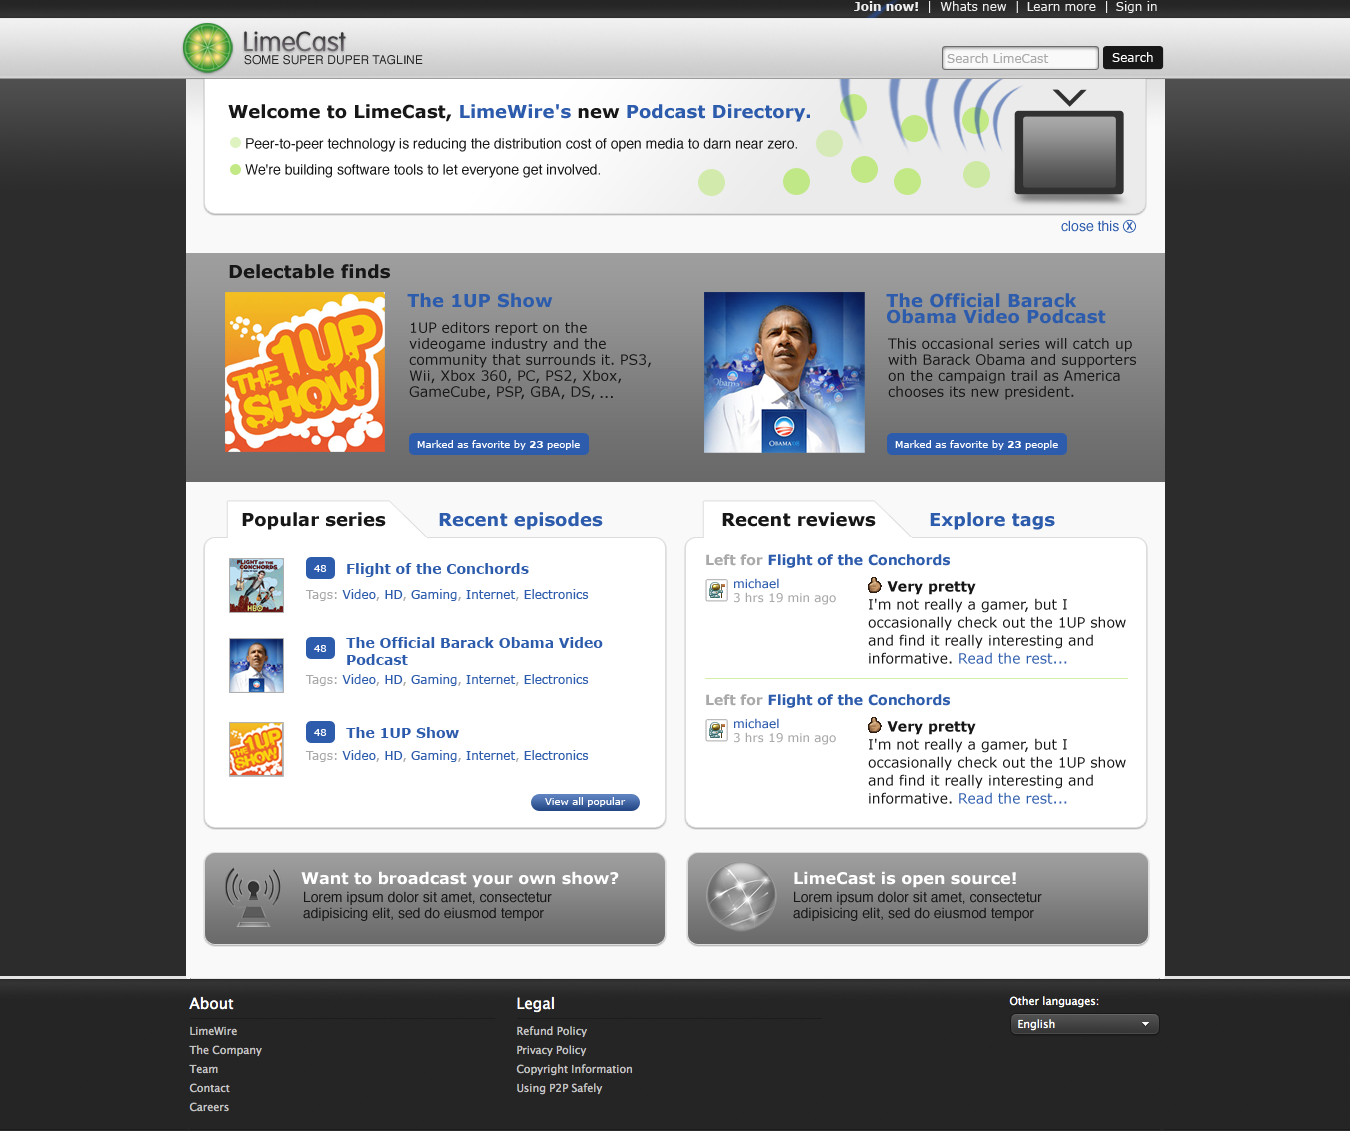 Join now! | Whats new | Learn more | Sign in
LimeCast
SOME SUPER DUPER TAGLINE
Search LimeCast Search
Welcome to LimeCast, LimeWire's new Podcast Directory.
Peer-to-peer technology is reducing the distribution cost of open media to darn near zero.
We're building software tools to let everyone get involved.
close this X
Delectable finds
THE 1UP SHOW
The 1UP Show
1UP editors report on the
videogame industry and the
community that surrounds it. PS3,
Wii, Xbox 360, PC, PS2, Xbox,
GameCube, PSP, GBA, DS, ...
Marked as favorite by 23 people
The Official Barack
Obama Video Podcast
This occasional series will catch up
with Barack Obama and supporters
on the campaign trail as America
chooses its new president.
Marked as favorite by 23 people
Popular series Recent episodes
FLIGHT OF THE
CONCHORDS
HBO
48 Flight of the Conchords
Tags: Video, HD, Gaming, Internet, Electronics
48 The Official Barack Obama Video
Podcast
Tags: Video, HD, Gaming, Internet, Electronics
THE 1UP SHOW
48 The 1UP Show
Tags: Video, HD, Gaming, Internet, Electronics
View all popular
Recent reviews Explore tags
Left for Flight of the Conchords
michael
3 hrs 19 min ago
Very pretty
I'm not really a gamer, but I
occasionally check out the 1UP show
and find it really interesting and
informative. Read the rest...
Left for Flight of the Conchords
michael
3 hrs 19 min ago
Very pretty
I'm not really a gamer, but I
occasionally check out the 1UP show
and find it really interesting and
informative. Read the rest...
Want to broadcast your own show?
Lorem ipsum dolor sit amet, consectetur
adipisicing elit, sed do eiusmod tempor
LimeCast is open source!
Lorem ipsum dolor sit amet, consectetur
adipisicing elit, sed do eiusmod tempor
About
LimeWire
The Company
Team
Contact
Careers
Legal
Refund Policy
Privacy Policy
Copyright Information
Using P2P Safely
Other languages:
English